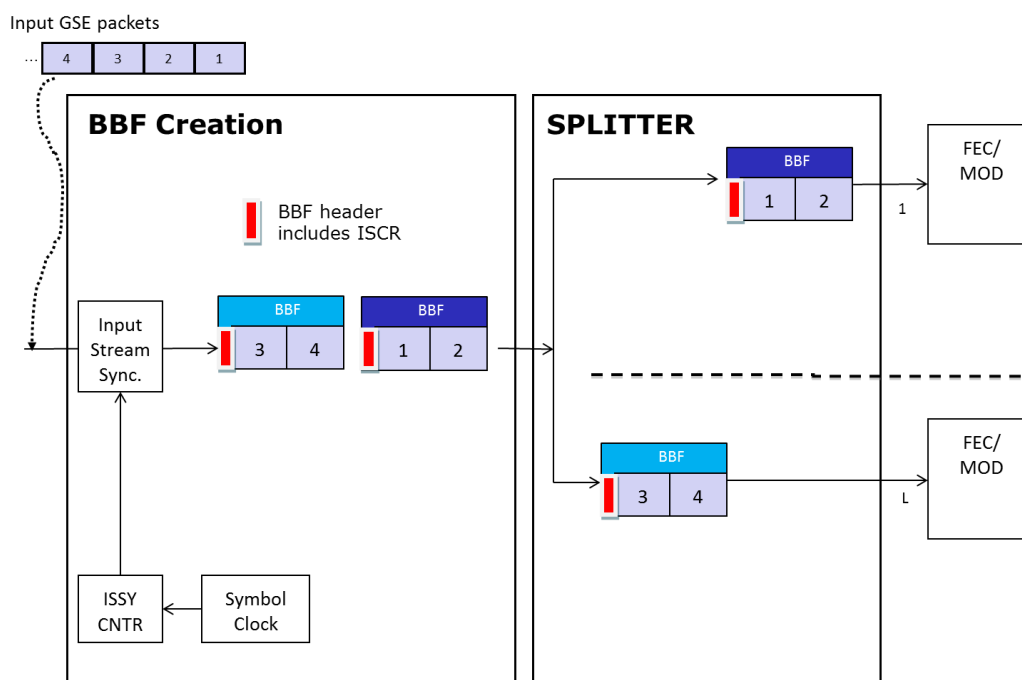 Input GSE packets
... 4 3 2 1
BBF Creation
SPLITTER
BBF
1 2
FEC/
MOD
1
BBF header
includes ISCR
BBF
3 4
BBF
1 2
Input
Stream
Sync.
BBF
3 4
FEC/
MOD
L
ISSY
CNTR
Symbol
Clock